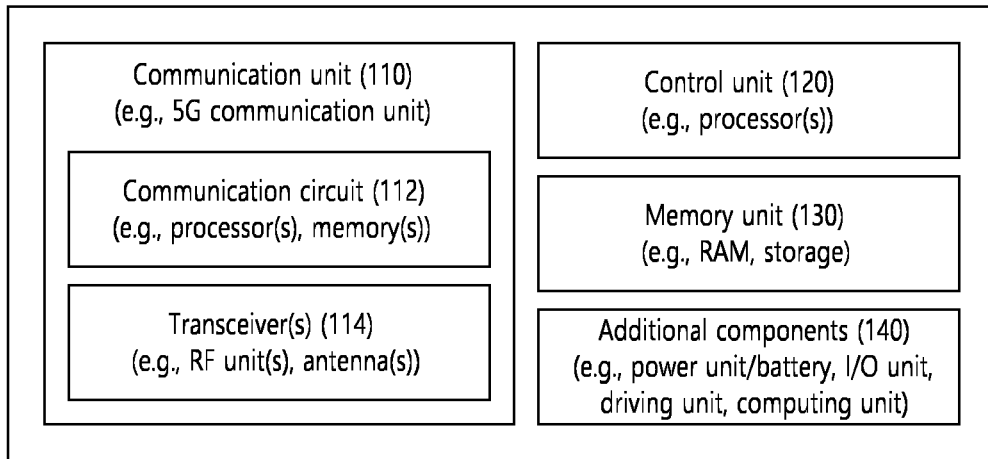 Communication unit (110)
(e.g., 5G communication unit)
Communication circuit (112)
(e.g., processor(s), memory(s))
Transceiver(s) (114)
(e.g., RF unit(s), antenna(s))
Control unit (120)
(e.g., processor(s))
Memory unit (130)
(e.g., RAM, storage)
Additional components (140)
(e.g., power unit/battery, I/O unit,
driving unit, computing unit)